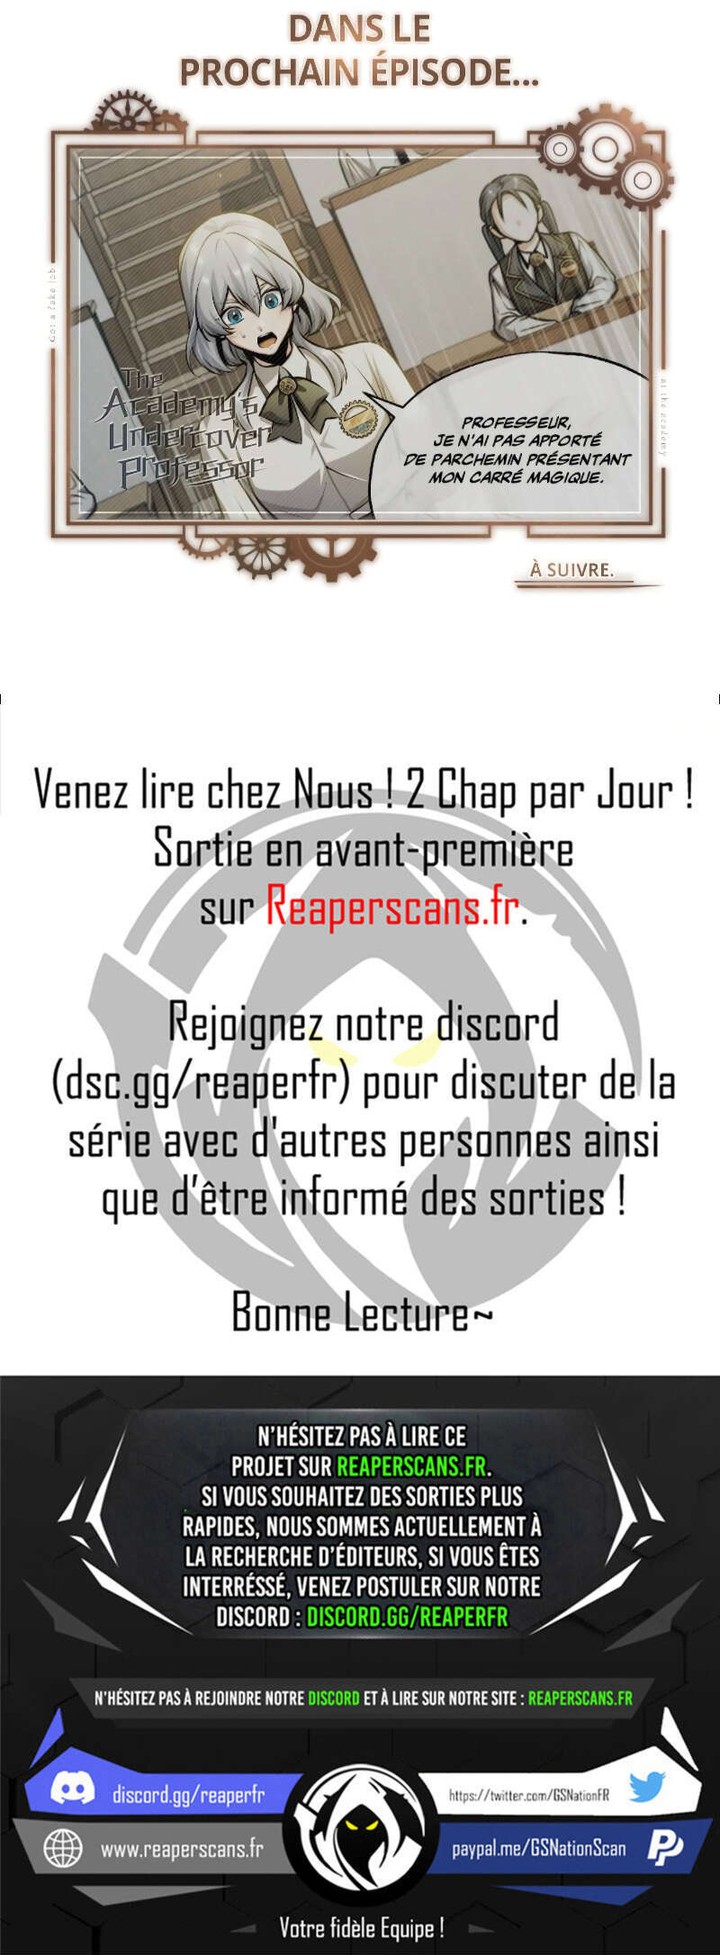 DANS LE
PROCHAIN ÉPISODE...
Got a fake job
at the academy
The
Academy's
Undercover
Professor
PROFESSEUR,
JE N'AI PAS APPORTÉ
DE PARCHEMIN PRÉSENTANT
MON CARRÉ MAGIQUE.
À SUIVRE.
Venez lire chez Nous ! 2 Chap par Jour !
Sortie en avant-première
sur Reaperscans.fr.
Rejoignez notre discord
(dsc.gg/reaperfr) pour discuter de la
série avec d'autres personnes ainsi
que d'être informé des sorties !
Bonne Lecture~
N'HÉSITEZ PAS À LIRE CE
PROJET SUR REAPERSCANS.FR.
SI VOUS SOUHAITEZ DES SORTIES PLUS
RAPIDES, NOUS SOMMES ACTUELLEMENT À
LA RECHERCHE D'ÉDITEURS, SI VOUS ÊTES
INTERRÉSSÉ, VENEZ POSTULER SUR NOTRE
DISCORD : DISCORD.GG/REAPERFR
N'HÉSITEZ PAS À REJOINDRE NOTRE DISCORD ET À LIRE SUR NOTRE SITE : REAPERSCANS.FR
discord.gg/reaperfr
https://twitter.com/GSNationFR
www.reaperscans.fr
paypal.me/GSNationScan
Votre fidèle Equipe !